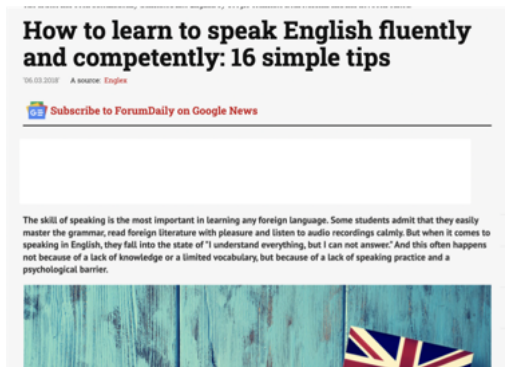 How to learn to speak English fluently
and competently: 16 simple tips
'06.03.2018' A source: Englex
GE Subscribe to ForumDaily on Google News
The skill of speaking is the most important in learning any foreign language. Some students admit that they easily
master the grammar, read foreign literature with pleasure and listen to audio recordings calmly. But when it comes to
speaking in English, they fall into the state of "I understand everything, but I can not answer." And this often happens
not because of a lack of knowledge or a limited vocabulary, but because of a lack of speaking practice and a
psychological barrier.